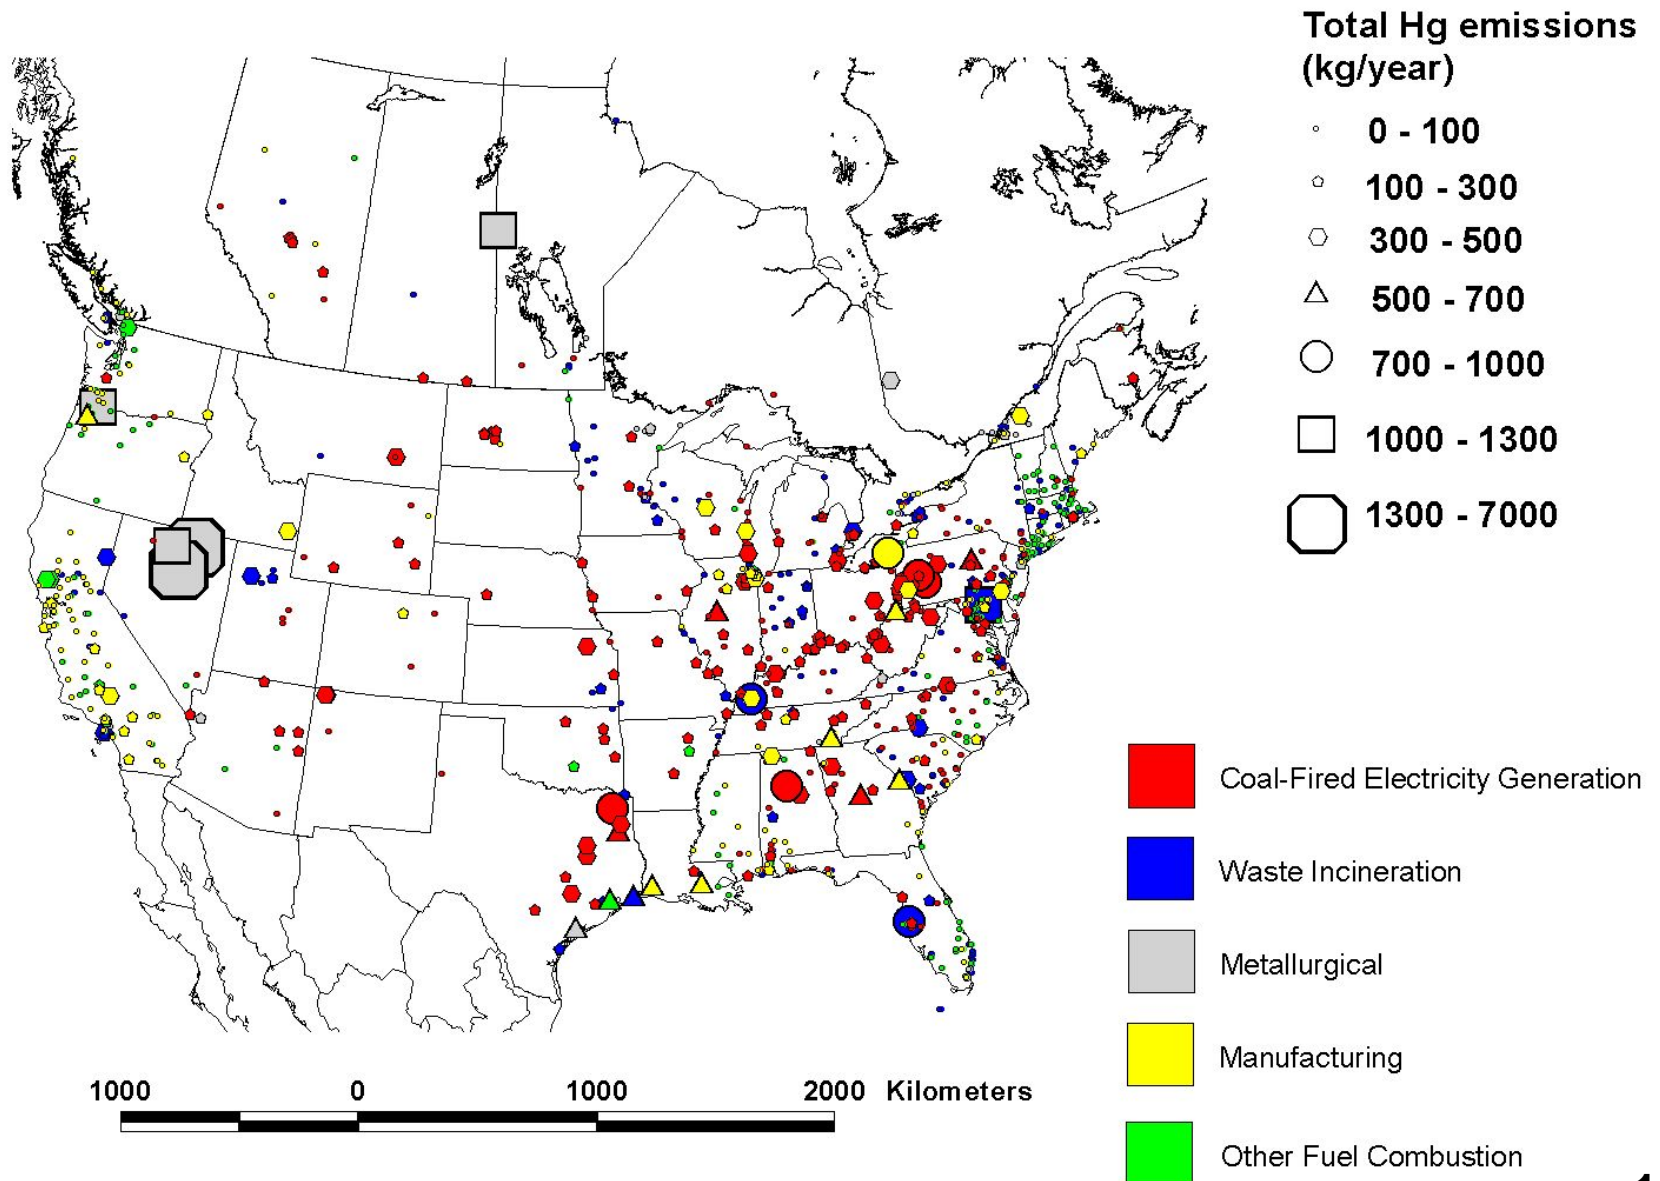 Total Hg emissions
(kg/year)
0 - 100
100 - 300
300 - 500
500 - 700
700 - 1000
1000 - 1300
1300 - 7000
Coal-Fired Electricity Generation
Waste Incineration
Metallurgical
Manufacturing
Other Fuel Combustion
1000 0 1000 2000 Kilometers